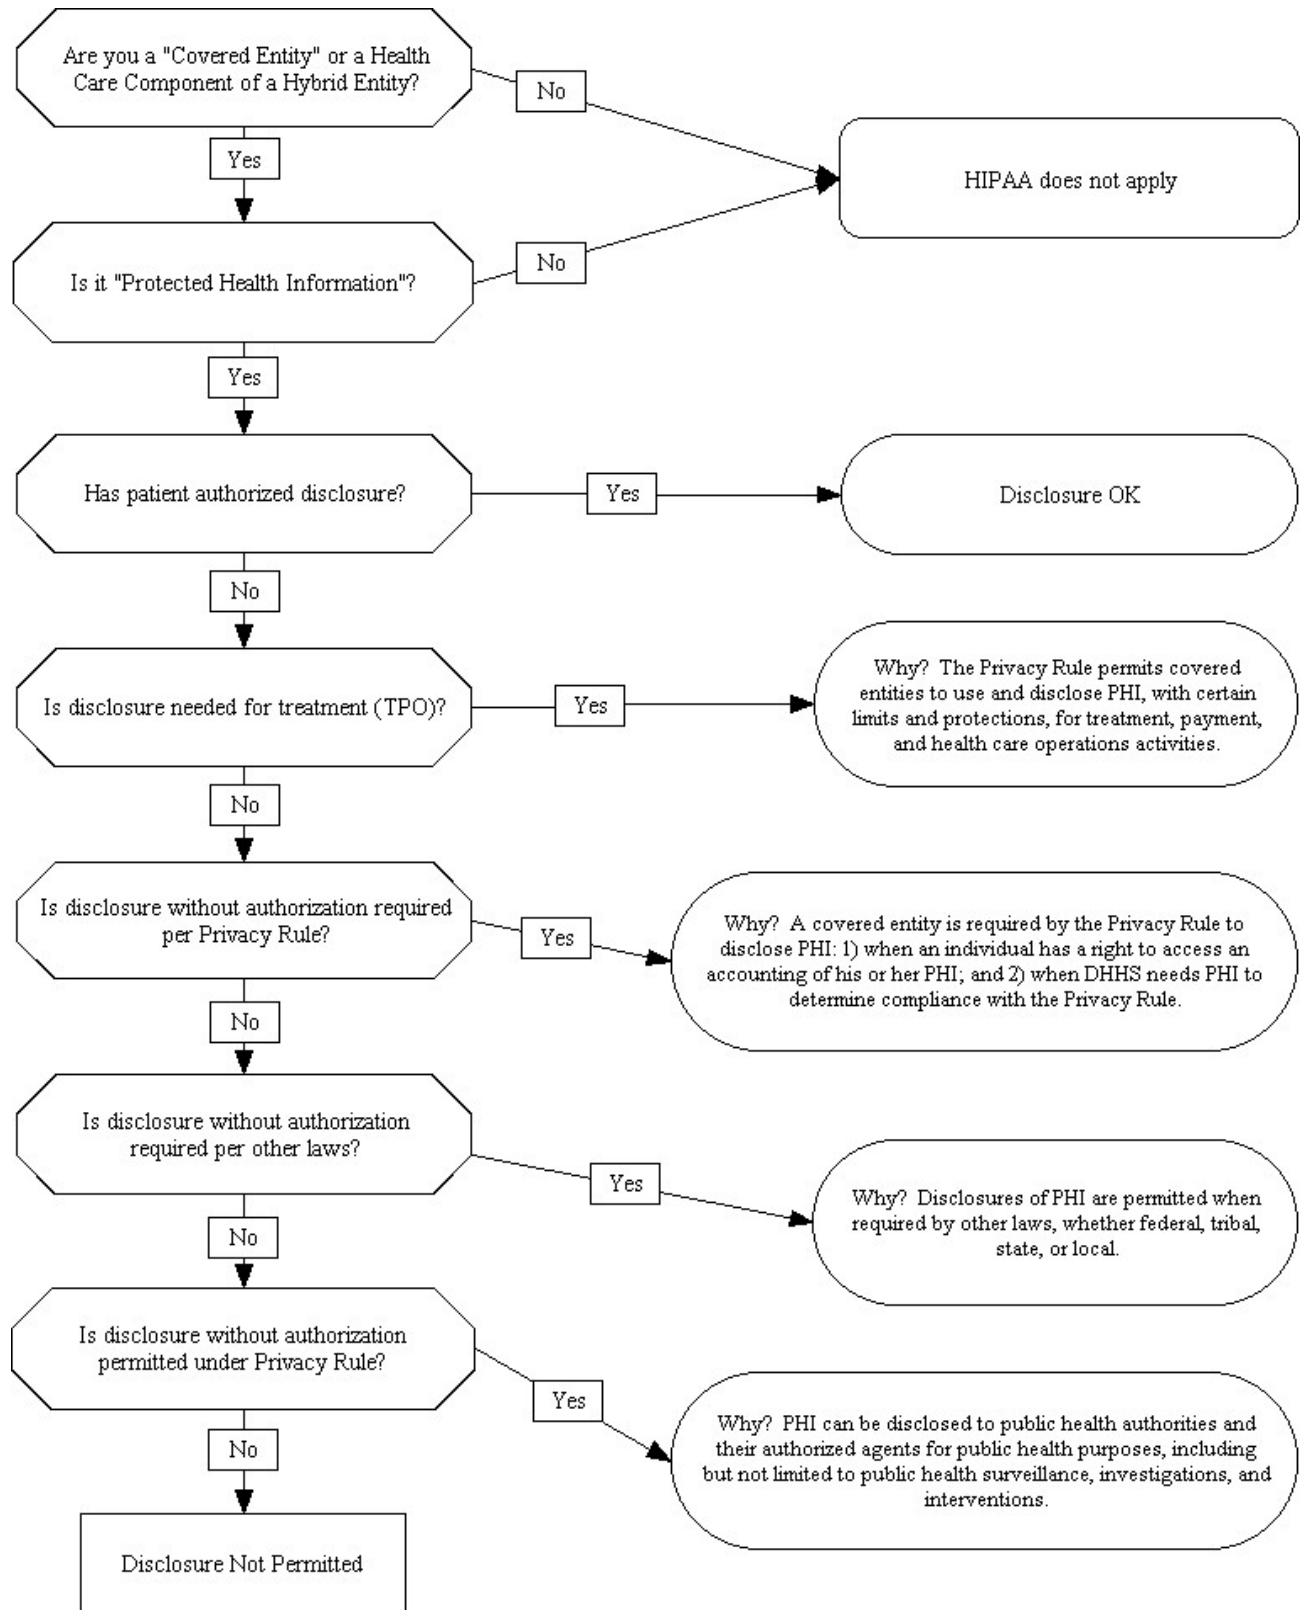 Are you a "Covered Entity" or a Health
Care Component of a Hybrid Entity?
No
Yes
HIPAA does not apply
Is it "Protected Health Information"?
No
Yes
Has patient authorized disclosure?
Yes
Disclosure OK
No
Is disclosure needed for treatment (TPO)?
Yes
Why? The Privacy Rule permits covered
entities to use and disclose PHI, with certain
limits and protections, for treatment, payment,
and health care operations activities.
No
Is disclosure without authorization required
per Privacy Rule?
Yes
Why? A covered entity is required by the Privacy Rule to
disclose PHI: 1) when an individual has a right to access an
accounting of his or her PHI; and 2) when DHHS needs PHI to
determine compliance with the Privacy Rule.
No
Is disclosure without authorization
required per other laws?
Yes
Why? Disclosures of PHI are permitted when
required by other laws, whether federal, tribal,
state, or local.
No
Is disclosure without authorization
permitted under Privacy Rule?
Yes
Why? PHI can be disclosed to public health authorities and
their authorized agents for public health purposes, including
but not limited to public health surveillance, investigations, and
interventions.
No
Disclosure Not Permitted